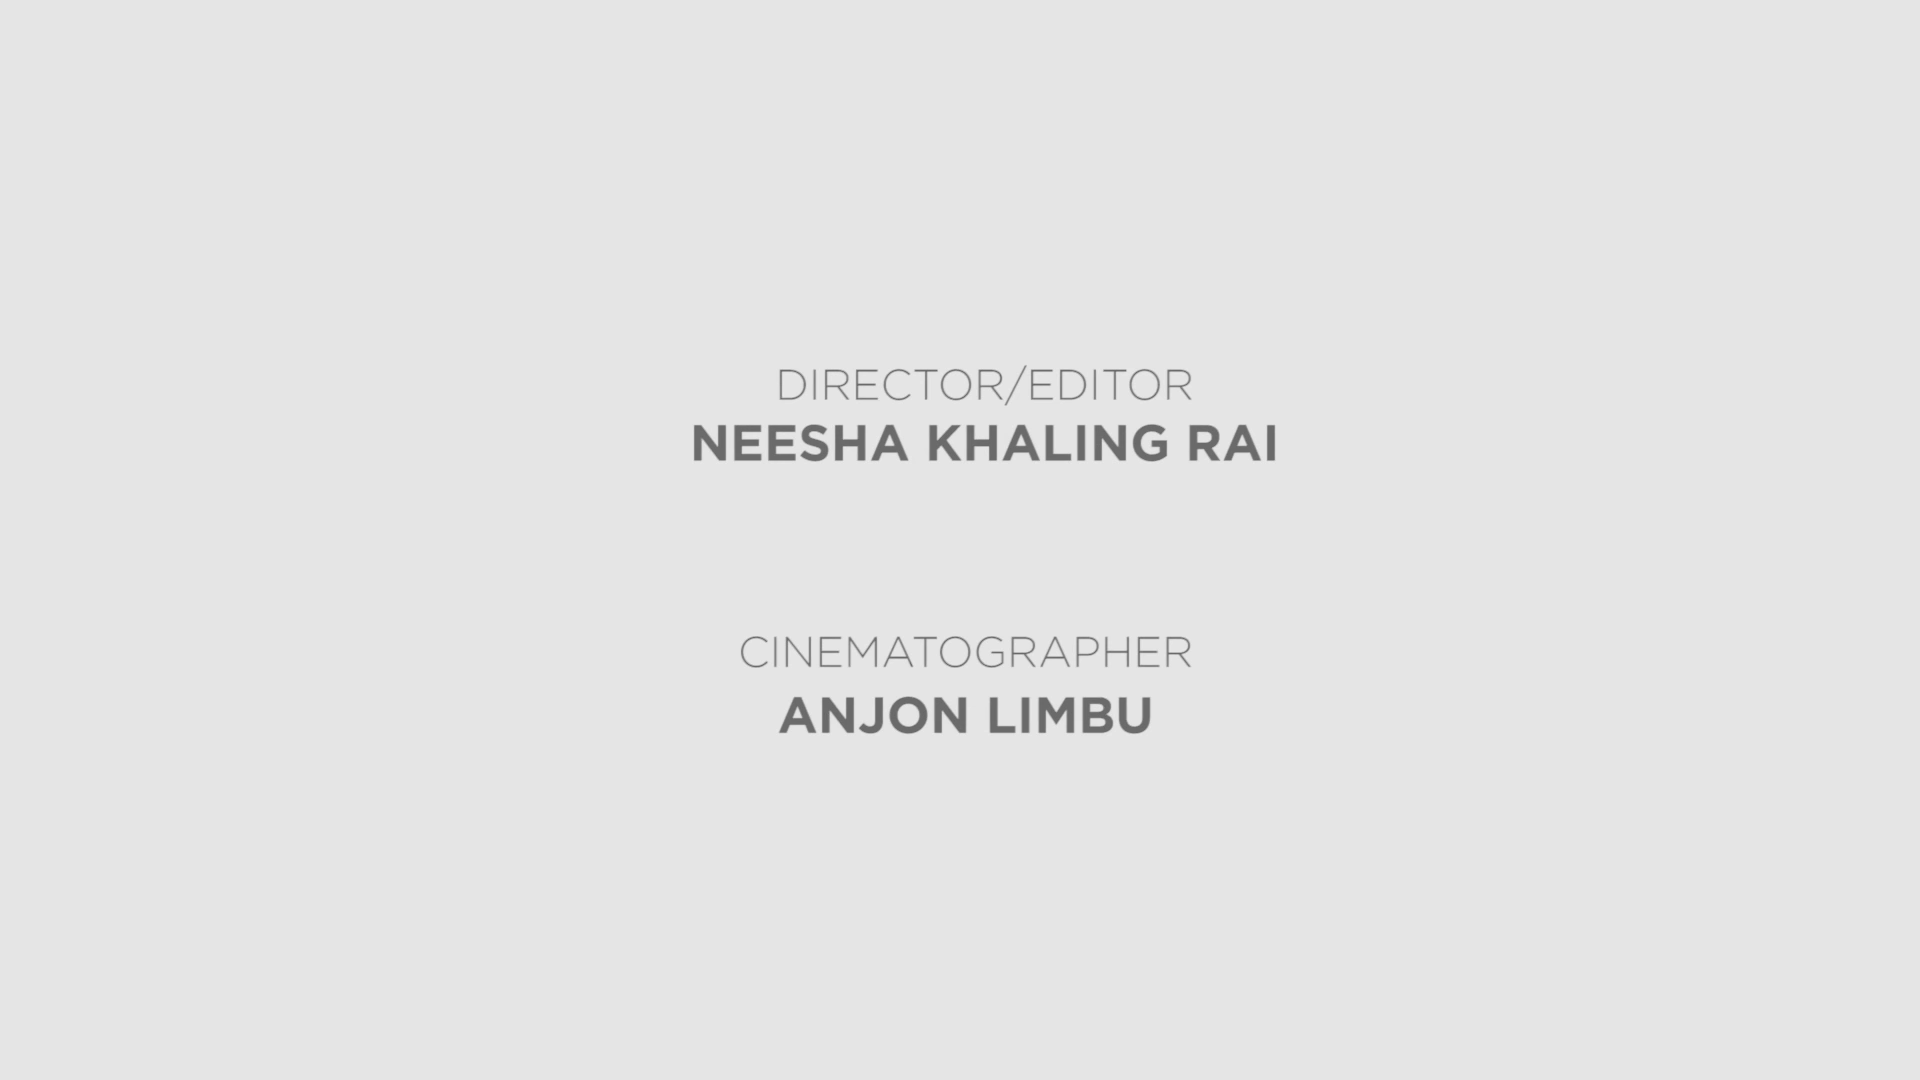 DIRECTOR/EDITOR
NEESHA KHALING RAI
CINEMATOGRAPHER
ANJON LIMBU